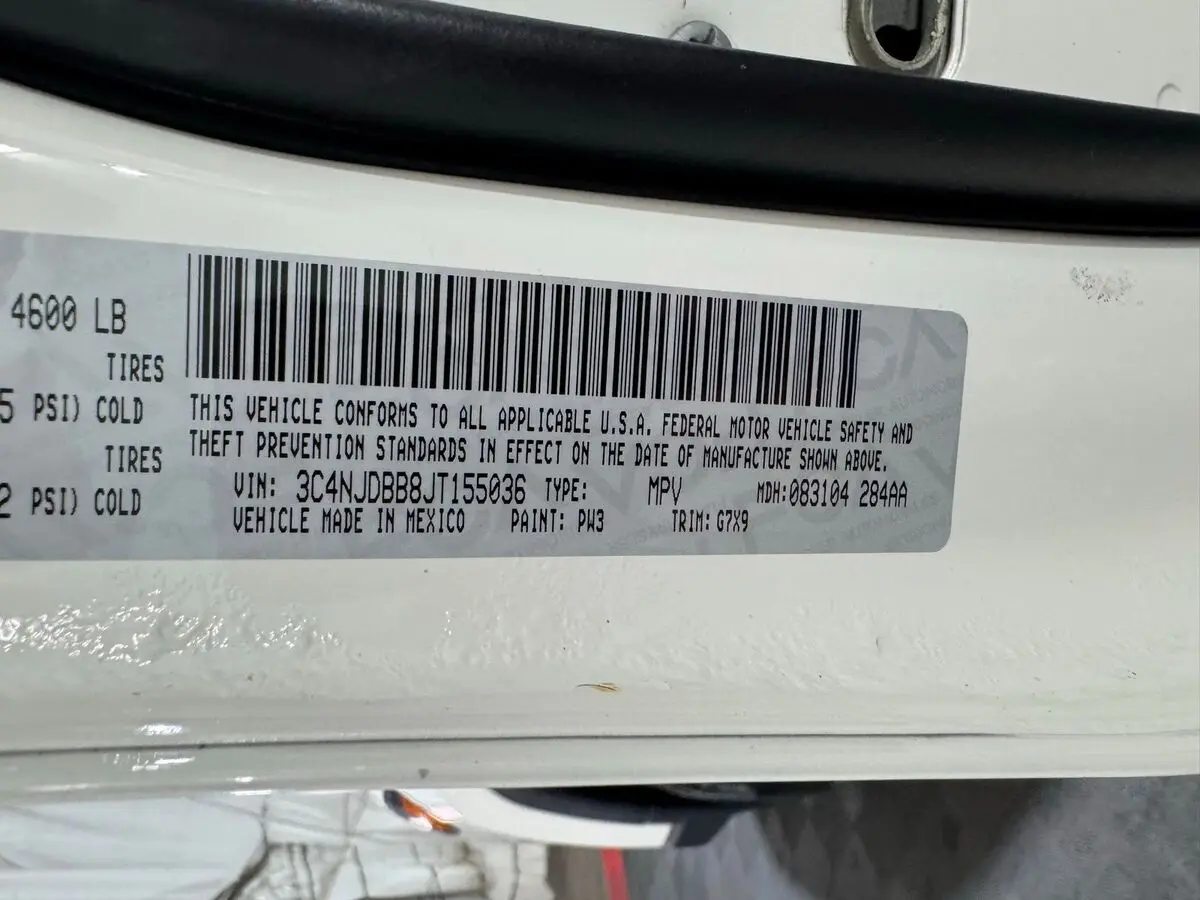 4600 LB
TIRES
5 PSI) COLD
TIRES
2 PSI) COLD
THIS VEHICLE CONFORMS TO ALL APPLICABLE U.S.A. FEDERAL MOTOR VEHICLE SAFETY AND
THEFT PREVENTION STANDARDS IN EFFECT ON THE DATE OF MANUFACTURE SHOWN ABOVE.
VIN: 3C4NJDBB8JT155036 TYPE: MPV MDH:083104 284AA
VEHICLE MADE IN MEXICO PAINT: PW3 TRIM: G7X9